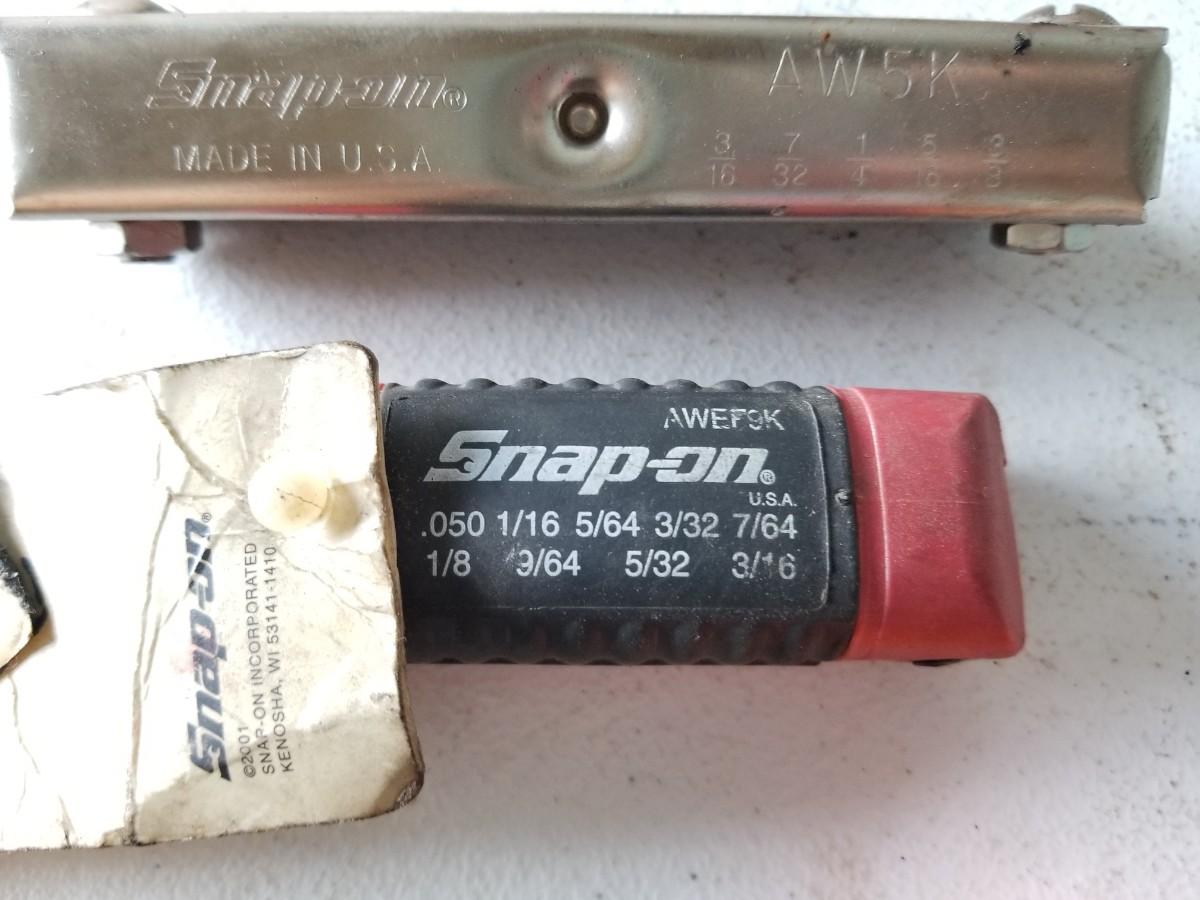 Snap-on®
MADE IN U.S.A.
AW5K
3/16 7/32 1/4 5/16 3/8
AWEF9K
Snap-on®
U.S.A.
.050 1/16 5/64 3/32 7/64
1/8 9/64 5/32 3/16
Snap-on®
©2001
SNAP-ON INCORPORATED
KENOSHA, WI 53141-1410